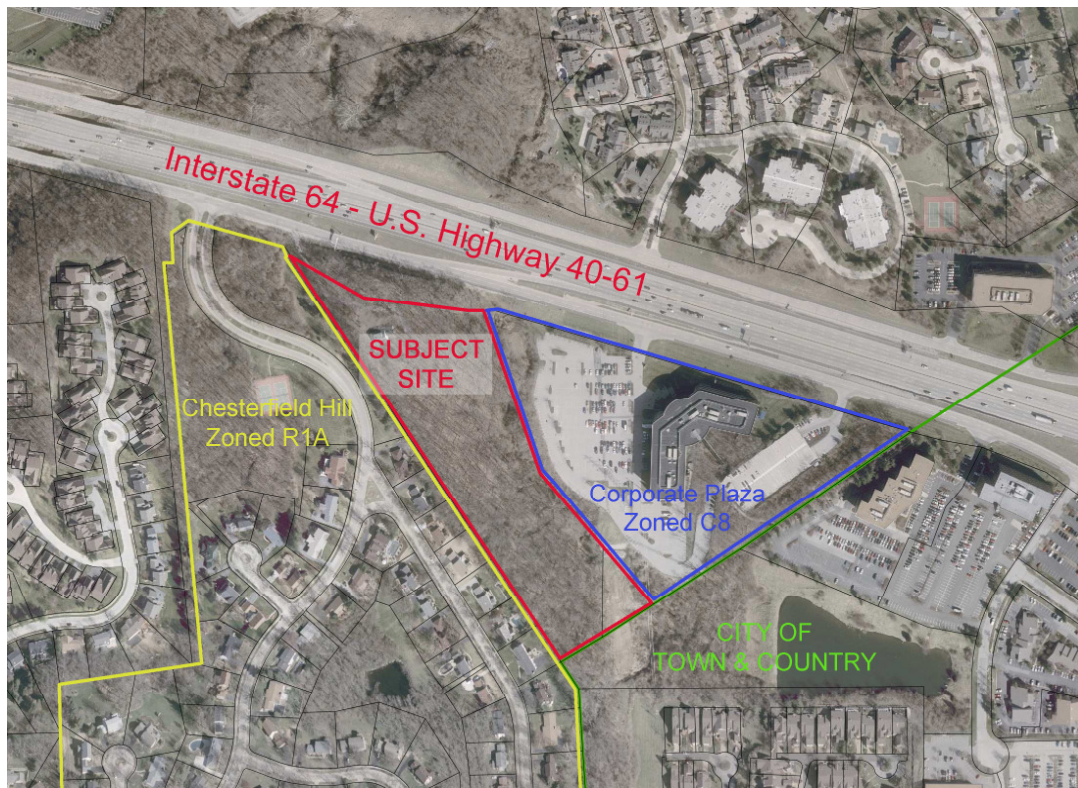 Interstate 64 - U.S. Highway 40-61
SUBJECT
SITE
Chesterfield Hill
Zoned R1A
Corporate Plaza
Zoned C8
CITY OF
TOWN & COUNTRY